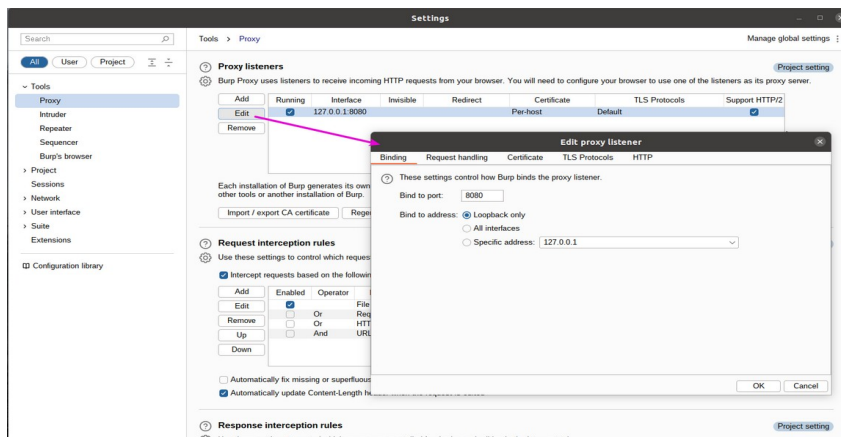 Settings
Search
Tools > Proxy
Manage global settings
All User Project
Tools
Proxy
Intruder
Repeater
Sequencer
Burp's browser
Project
Sessions
Network
User interface
Suite
Extensions
Configuration library
Proxy listeners
Project setting
Burp Proxy uses listeners to receive incoming HTTP requests from your browser. You will need to configure your browser to use one of the listeners as its proxy server.
Add
Edit
Remove
Running Interface Invisible Redirect Certificate TLS Protocols Support HTTP/2
127.0.0.1:8080 Per-host Default
Each installation of Burp generates its own
other tools or another installation of Burp.
Import / export CA certificate
Request interception rules
Use these settings to control which reques
Intercept requests based on the followin
Add
Edit
Remove
Up
Down
Enabled Operator
File
Or Req
Or HTT
And URL
Automatically fix missing or superfluous
Automatically update Content-Length
Response interception rules
Project setting
Edit proxy listener
Binding Request handling Certificate TLS Protocols HTTP
These settings control how Burp binds the proxy listener.
Bind to port: 8080
Bind to address: Loopback only
All interfaces
Specific address: 127.0.0.1
OK Cancel